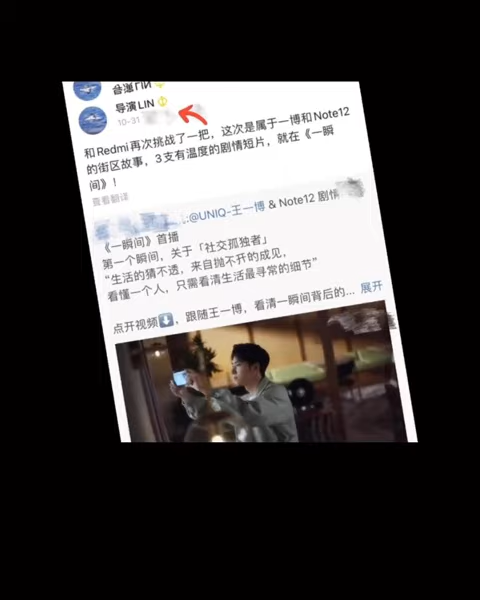 导演LIN
导演LIN
10-31
和Redmi再次挑战了一把，这次是属于一博和Note12
的街区故事，3支有温度的剧情短片，就在《一瞬
间》！
查看翻译
:@UNIQ-王一博 & Note12 剧情
《一瞬间》首播
第一个瞬间，关于「社交孤独者」
“生活的猜不透，来自抛不开的成见，
看懂一个人，只需看清生活最寻常的细节”
点开视频⬇️，跟随王一博，看清一瞬间背后的... 展开